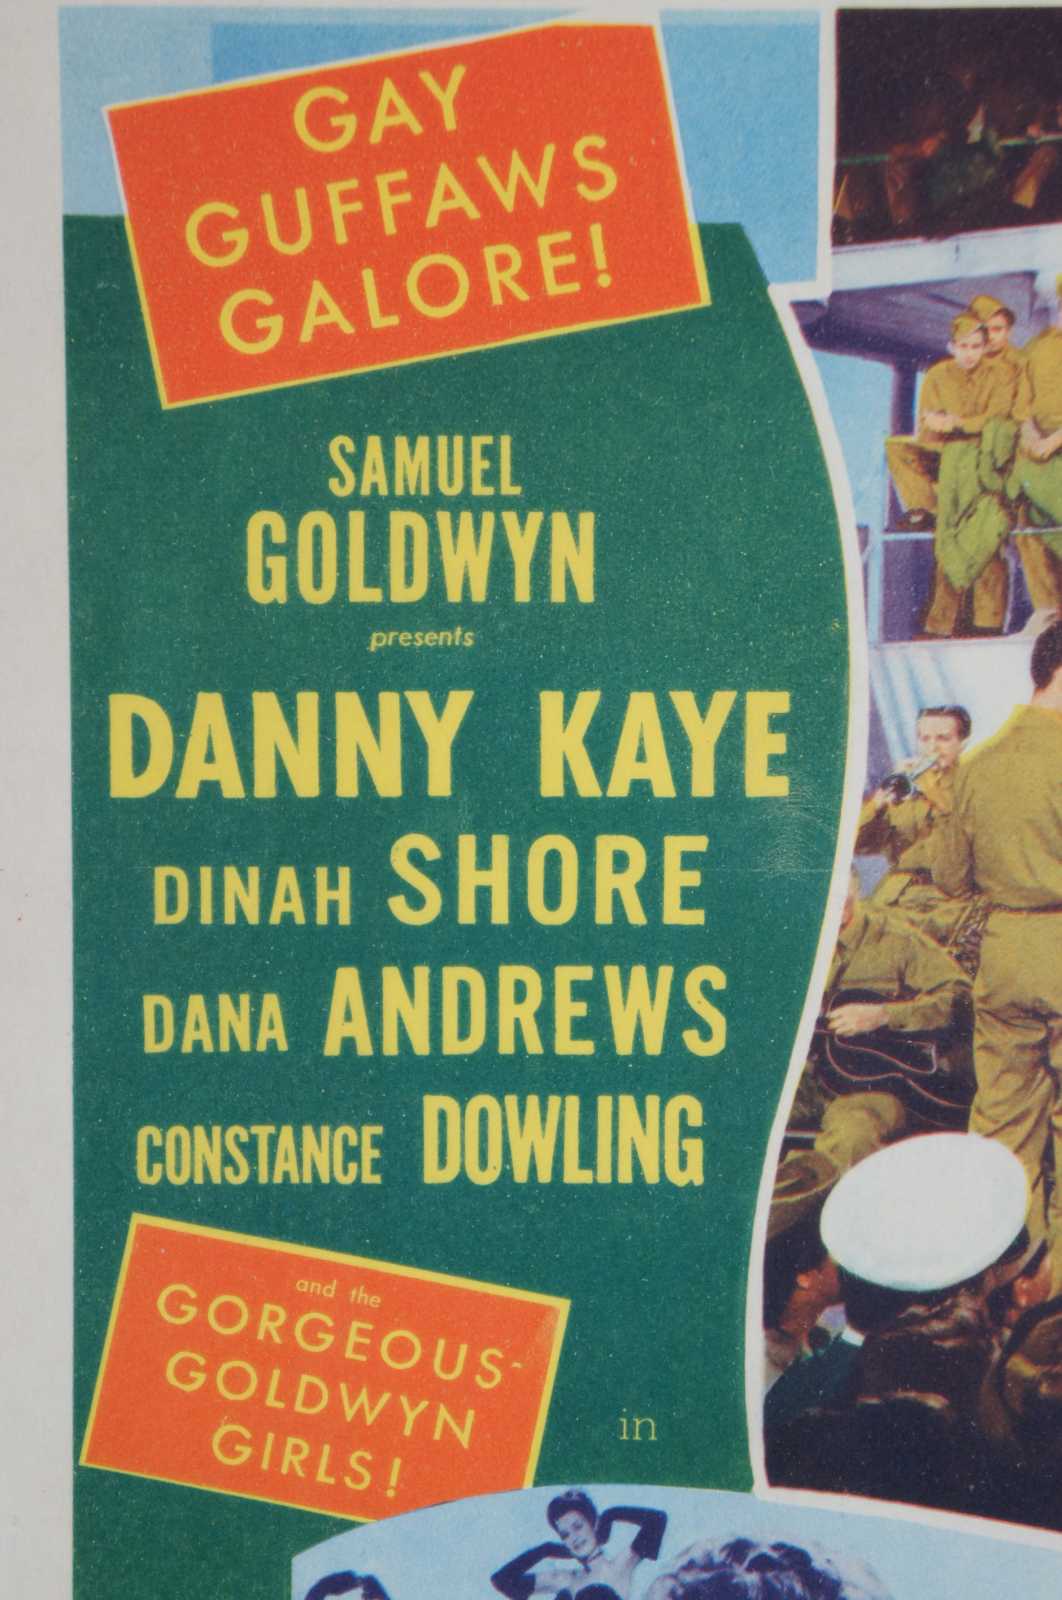 GAY
GUFFAWS
GALORE!
SAMUEL
GOLDWYN
presents
DANNY KAYE
DINAH SHORE
DANA ANDREWS
CONSTANCE DOWLING
and the
GORGEOUS-
GOLDWYN
GIRLS!
in